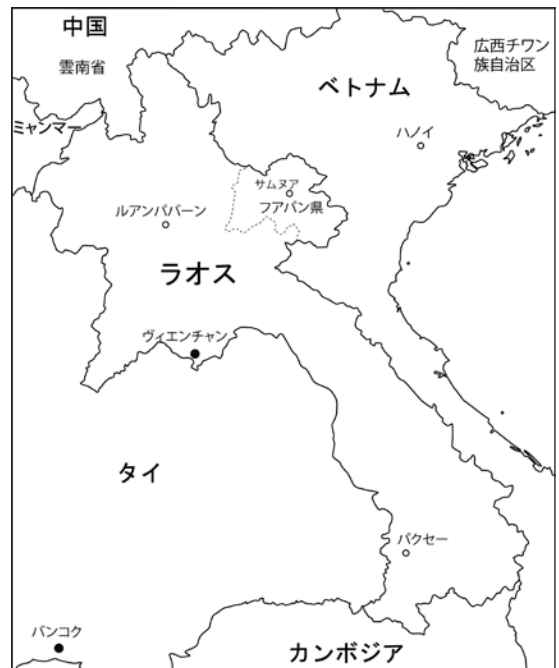 中国
雲南省
広西チワン
族自治区
ベトナム
ミャンマー
ハノイ
サムヌア
フアパン県
ルアンパバーン
ラオス
ヴィエンチャン
タイ
パクセー
バンコク
カンボジア